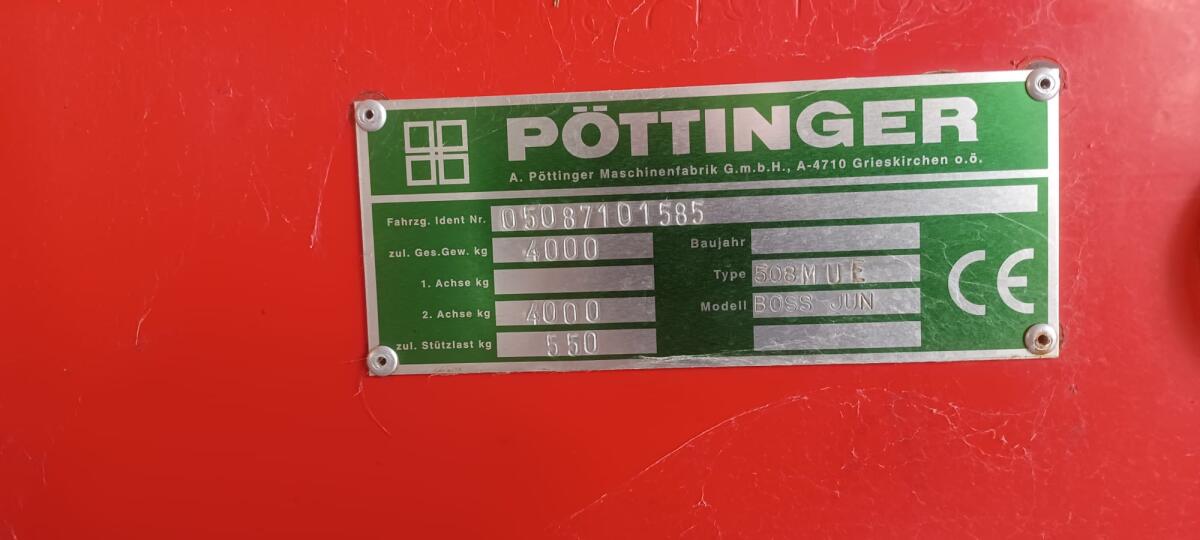 PÖTTINGER
A. Pöttinger Maschinenfabrik G.m.b.H., A-4710 Grieskirchen o.ö.
Fahrzg. Ident Nr. 05087101585
zul. Ges.Gew. kg 4000
Baujahr
1. Achse kg
Type 508MUE
2. Achse kg 4000
Modell BOSS JUN
zul. Stützlast kg 550
CE